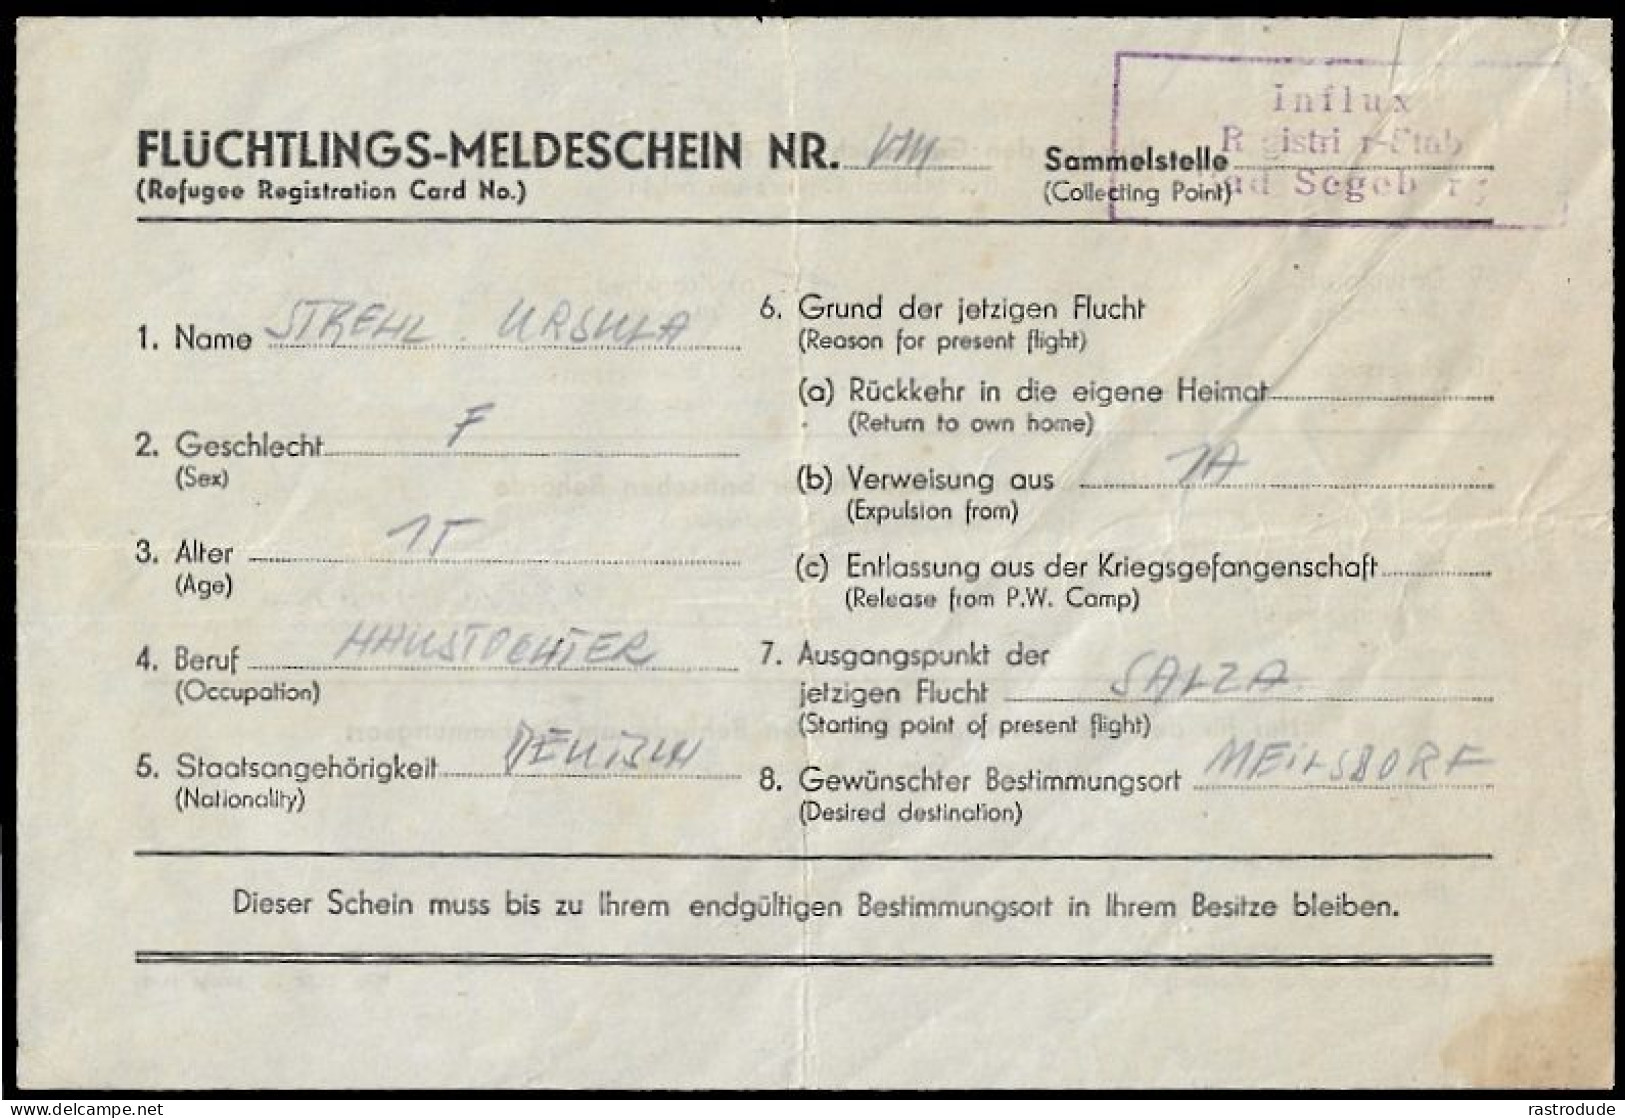 Influx
Registrier-Stab
Bad Segeberg
FLÜCHTLINGS-MELDESCHEIN NR.
(Refugee Registration Card No.)
Sammelstelle
(Collecting Point)
1. Name STREHL. URSULA
2. Geschlecht F
(Sex)
3. Alter 15
(Age)
4. Beruf HAUSTOCHTER
(Occupation)
5. Staatsangehörigkeit DEUTSCH
(Nationality)
6. Grund der jetzigen Flucht
(Reason for present flight)
(a) Rückkehr in die eigene Heimat
(Return to own home)
(b) Verweisung aus JA
(Expulsion from)
(c) Entlassung aus der Kriegsgefangenschaft
(Release from P.W. Camp)
7. Ausgangspunkt der
jetzigen Flucht SALZA
(Starting point of present flight)
8. Gewünschter Bestimmungsort MEILSDORF
(Desired destination)
Dieser Schein muss bis zu Ihrem endgültigen Bestimmungsort in Ihrem Besitze bleiben.
www.delcampe.net
rastrodude